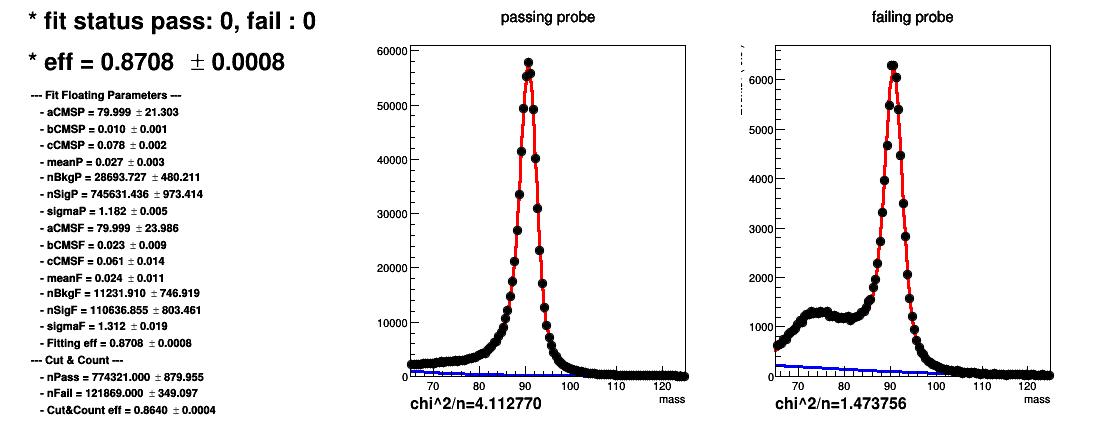 * fit status pass: 0, fail : 0
* eff = 0.8708 ± 0.0008
--- Fit Floating Parameters ---
- aCMSP = 79.999 ± 21.303
- bCMSP = 0.010 ± 0.001
- cCMSP = 0.078 ± 0.002
- meanP = 0.027 ± 0.003
- nBkgP = 28693.727 ± 480.211
- nSigP = 745631.436 ± 973.414
- sigmaP = 1.182 ± 0.005
- aCMSF = 79.999 ± 23.986
- bCMSF = 0.023 ± 0.009
- cCMSF = 0.061 ± 0.014
- meanF = 0.024 ± 0.011
- nBkgF = 11231.910 ± 746.919
- nSigF = 110636.855 ± 803.461
- sigmaF = 1.312 ± 0.019
- Fitting eff = 0.8708 ± 0.0008
--- Cut & Count ---
- nPass = 774321.000 ± 879.955
- nFail = 121869.000 ± 349.097
- Cut&Count eff = 0.8640 ± 0.0004
passing probe
60000
50000
40000
30000
20000
10000
0
70 80 90 100 110 120
mass
chi^2/n=4.112770
failing probe
6000
5000
4000
3000
2000
1000
0
70 80 90 100 110 120
mass
chi^2/n=1.473756